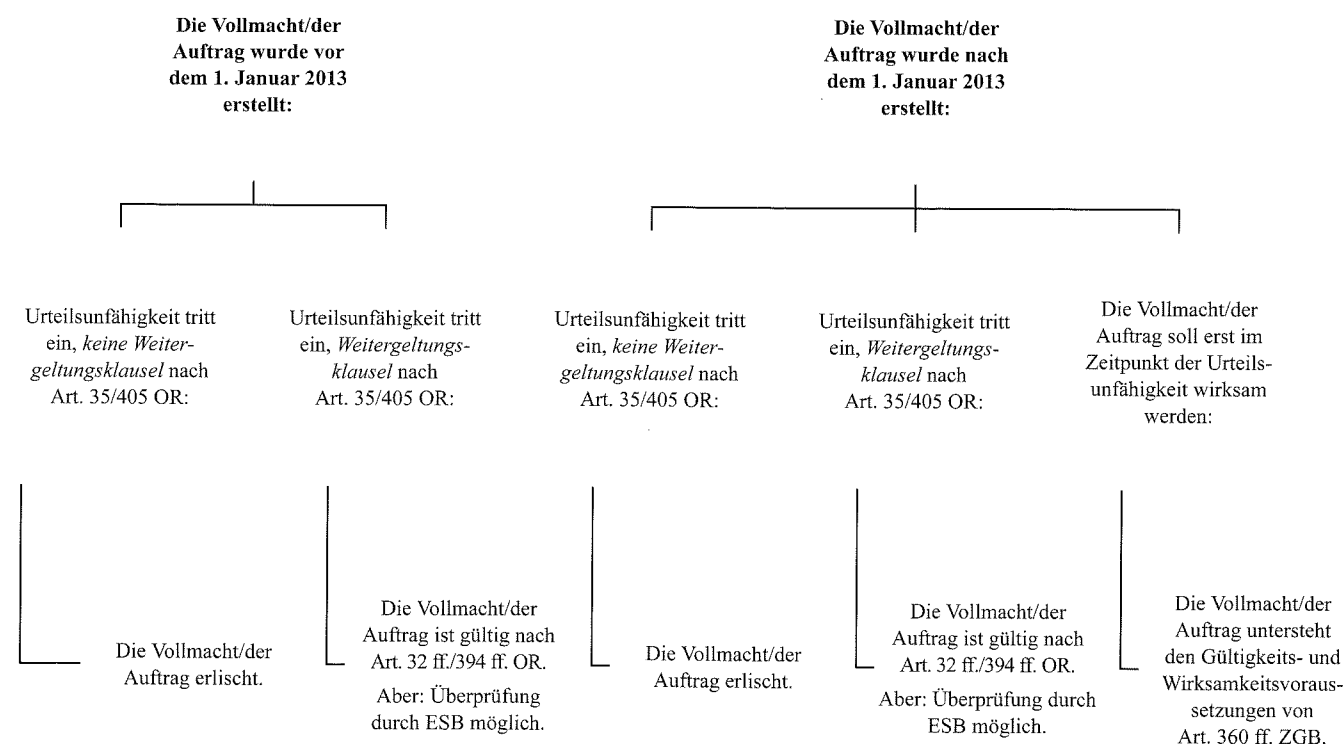 Die Vollmacht/der
Auftrag wurde vor
dem 1. Januar 2013
erstellt:
Die Vollmacht/der
Auftrag wurde nach
dem 1. Januar 2013
erstellt:
Urteilsunfähigkeit tritt
ein, keine Weiter-
geltungsklausel nach
Art. 35/405 OR:
Urteilsunfähigkeit tritt
ein, Weitergeltungs-
klausel nach
Art. 35/405 OR:
Urteilsunfähigkeit tritt
ein, keine Weiter-
geltungsklausel nach
Art. 35/405 OR:
Urteilsunfähigkeit tritt
ein, Weitergeltungs-
klausel nach
Art. 35/405 OR:
Die Vollmacht/der
Auftrag soll erst im
Zeitpunkt der Urteils-
unfähigkeit wirksam
werden:
Die Vollmacht/der
Auftrag erlischt.
Die Vollmacht/der
Auftrag ist gültig nach
Art. 32 ff./394 ff. OR.
Aber: Überprüfung
durch ESB möglich.
Die Vollmacht/der
Auftrag erlischt.
Die Vollmacht/der
Auftrag ist gültig nach
Art. 32 ff./394 ff. OR.
Aber: Überprüfung durch
ESB möglich.
Die Vollmacht/der
Auftrag untersteht
den Gültigkeits- und
Wirksamkeitsvoraus-
setzungen von
Art. 360 ff. ZGB.